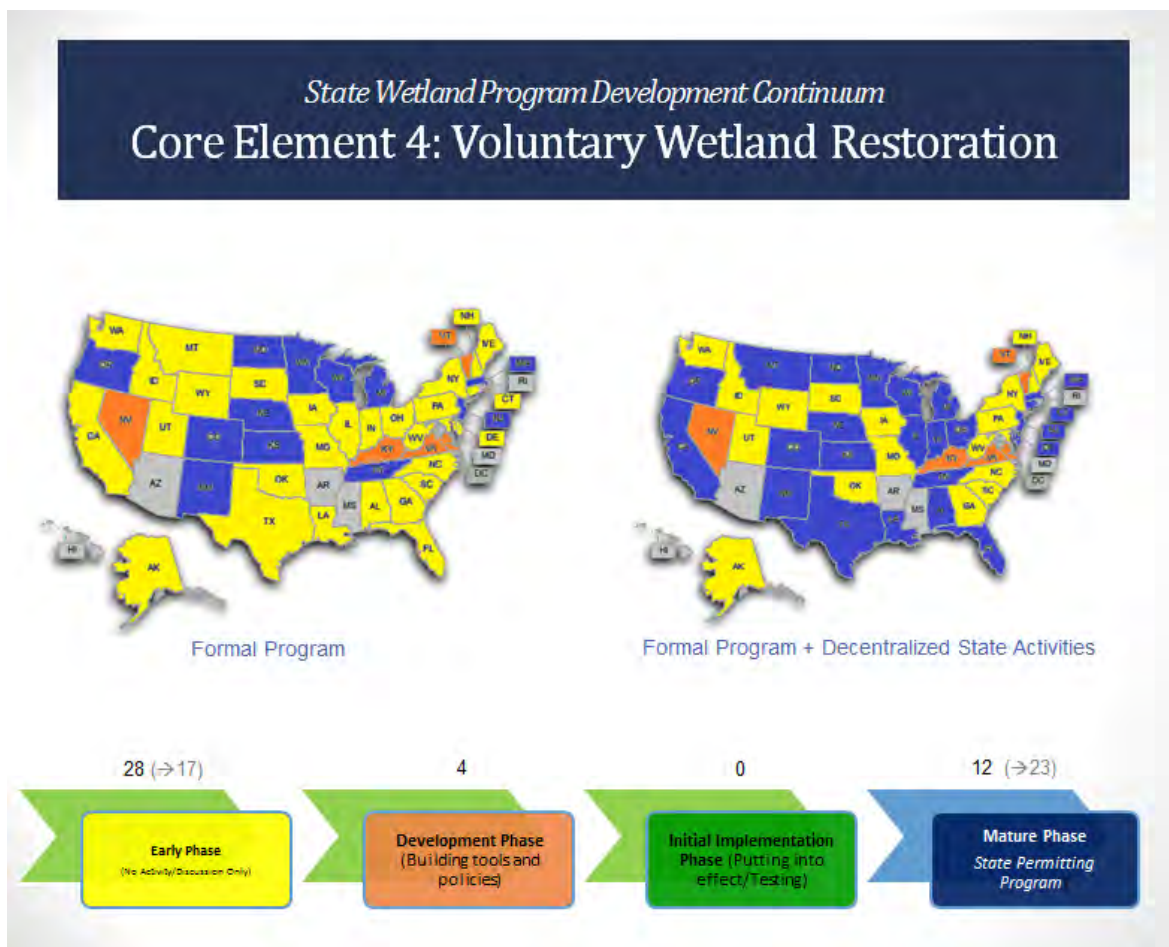 State Wetland Program Development Continuum
Core Element 4: Voluntary Wetland Restoration
NH
VT
WA
ME
MT
OR
NY
RI
ID
WY
IA
PA
CT
NV
UT
IL
IN
OH
DE
CA
MO
WV
MD
KY
VA
DC
NC
AZ
OK
AR
SC
MS
AL
GA
TX
LA
HI
AK
FL
Formal Program
NH
VT
WA
ME
NY
RI
ID
WY
IA
PA
NV
UT
MO
WV
MD
DC
NC
AZ
OK
AR
SC
MS
GA
HI
AK
Formal Program + Decentralized State Activities
28 (→17)
4
0
12 (→23)
Early Phase
(No Activity/Discussion Only)
Development Phase
(Building tools and
policies)
Initial Implementation
Phase (Putting into
effect/Testing)
Mature Phase
State Permitting
Program